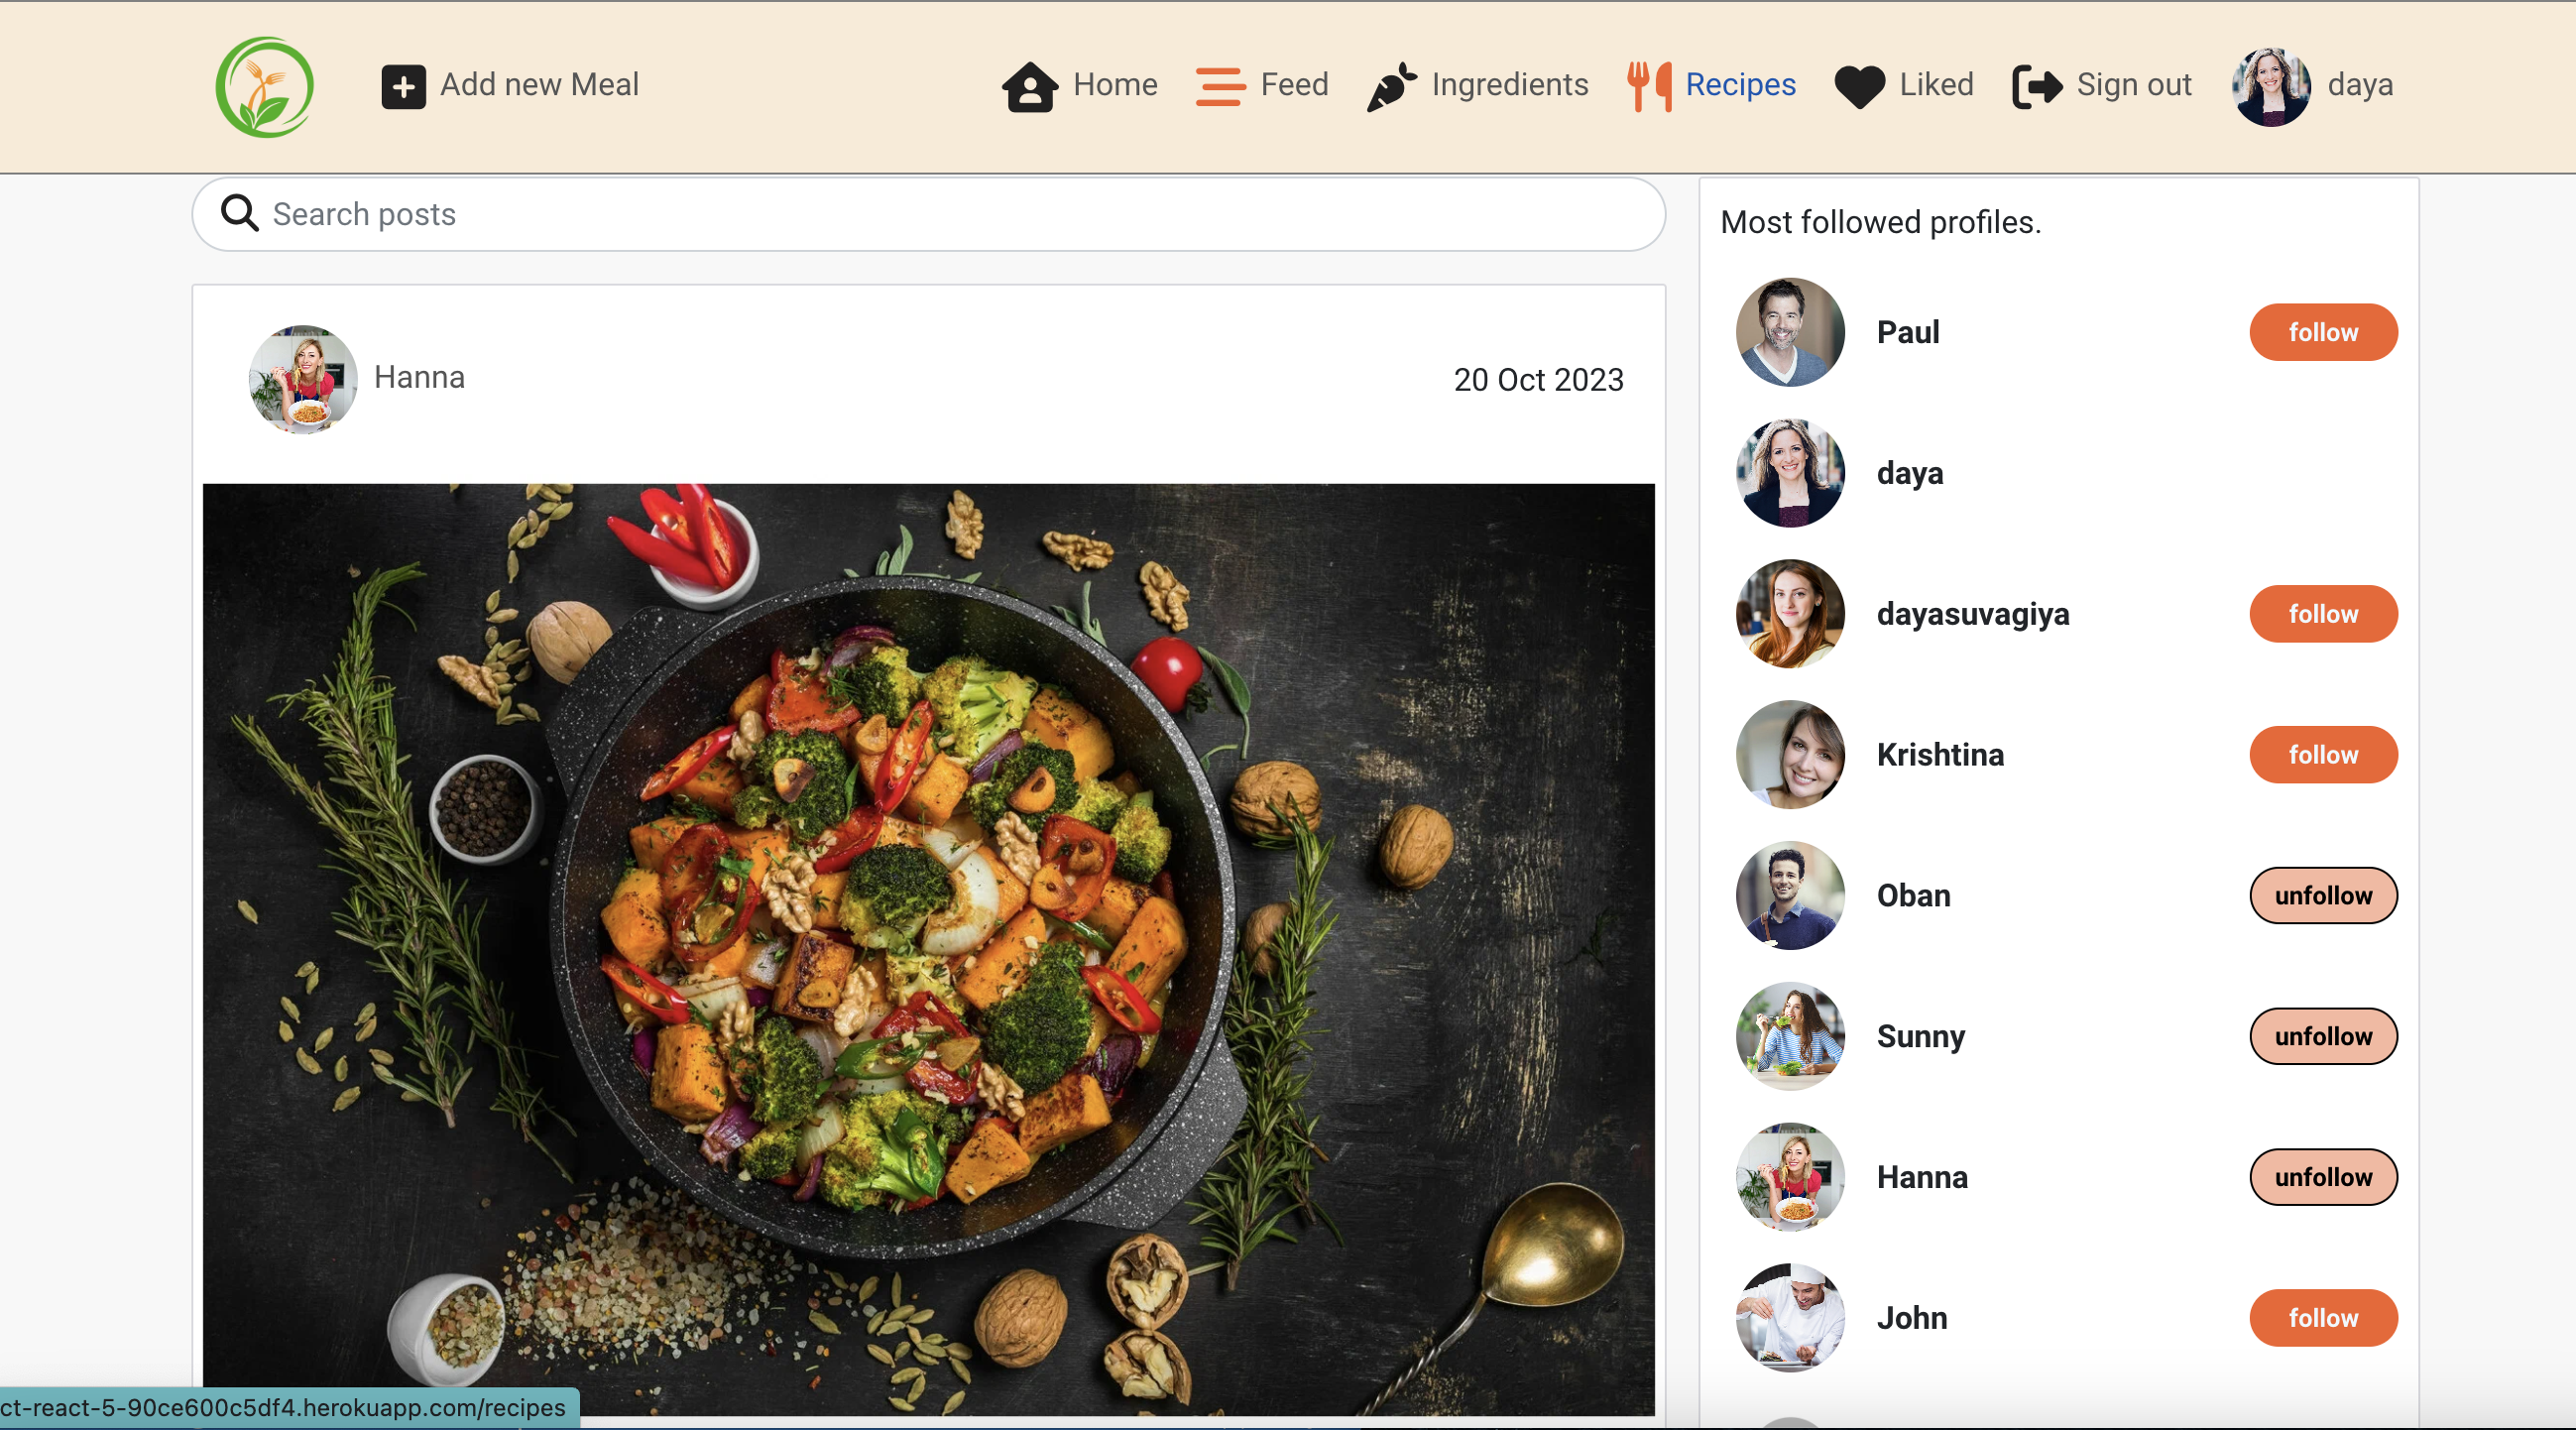 Add new Meal
Home
Feed
Ingredients
Recipes
Liked
Sign out
daya
Search posts
Hanna
20 Oct 2023
Most followed profiles.
Paul
follow
daya
dayasuvagiya
follow
Krishtina
follow
Oban
unfollow
Sunny
unfollow
Hanna
unfollow
John
follow
ct-react-5-90ce600c5df4.herokuapp.com/recipes